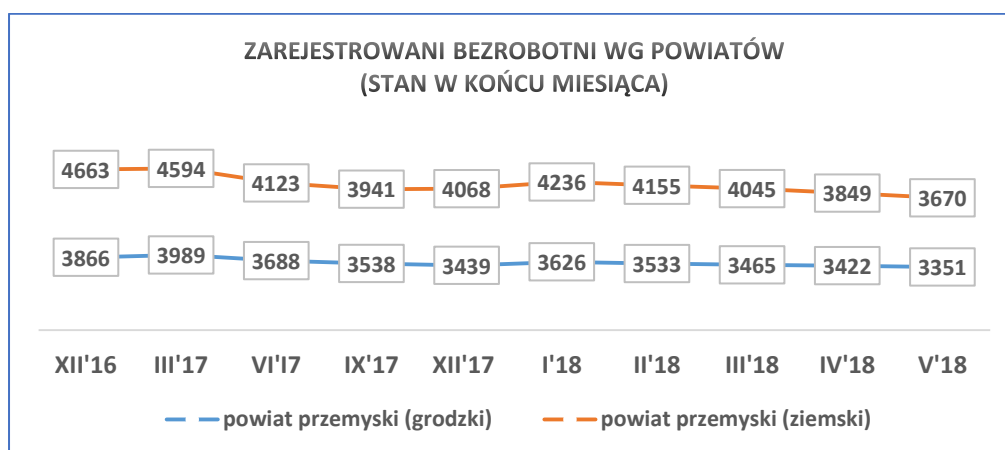 ZAREJESTROWANI BEZROBOTNI WG POWIATÓW
(STAN W KOŃCU MIESIĄCA)
4663 4594 4123 3941 4068 4236 4155 4045 3849 3670
3866 3989 3688 3538 3439 3626 3533 3465 3422 3351
XII'16 III'17 VI'I7 IX'17 XII'17 I'18 II'18 III'18 IV'18 V'18
powiat przemyski (grodzki) powiat przemyski (ziemski)